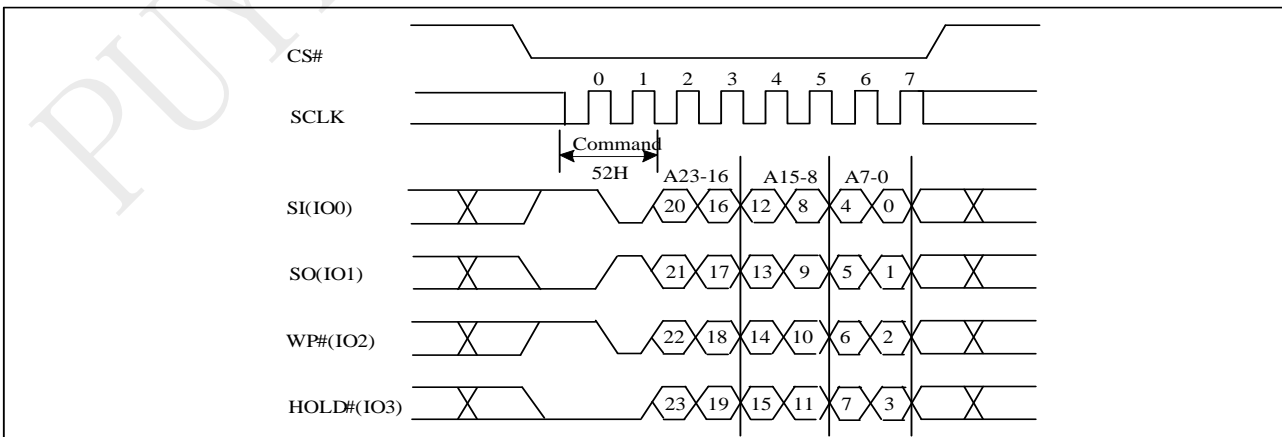 PUY
CS#
0 1 2 3 4 5 6 7
SCLK
Command
52H
A23-16 A15-8 A7-0
SI(IO0) 20 16 12 8 4 0
SO(IO1) 21 17 13 9 5 1
WP#(IO2) 22 18 14 10 6 2
HOLD#(IO3) 23 19 15 11 7 3